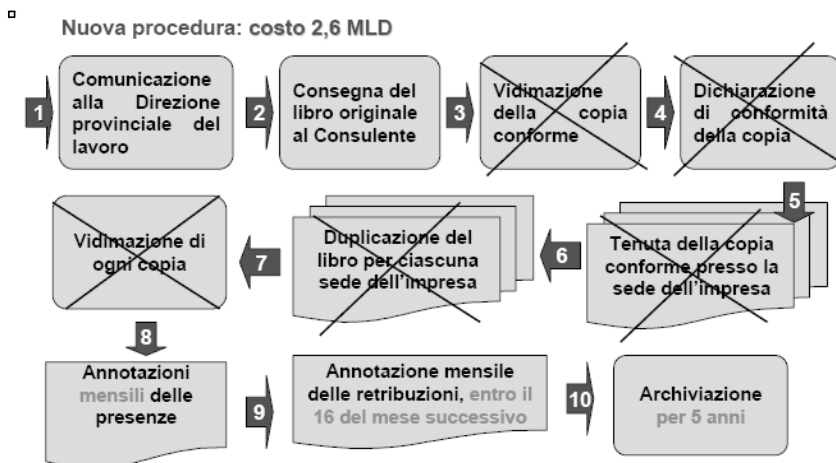 Nuova procedura: costo 2,6 MLD
1
Comunicazione
alla Direzione
provinciale del
lavoro
2
Consegna del
libro originale
al Consulente
3
Vidimazione
della copia
conforme
4
Dichiarazione
di conformità
della copia
5
Tenuta della copia
conforme presso la
sede dell'impresa
6
Duplicazione del
libro per ciascuna
sede dell'impresa
7
Vidimazione di
ogni copia
8
Annotazioni
mensili delle
presenze
9
Annotazione mensile
delle retribuzioni, entro il
16 del mese successivo
10
Archiviazione
per 5 anni